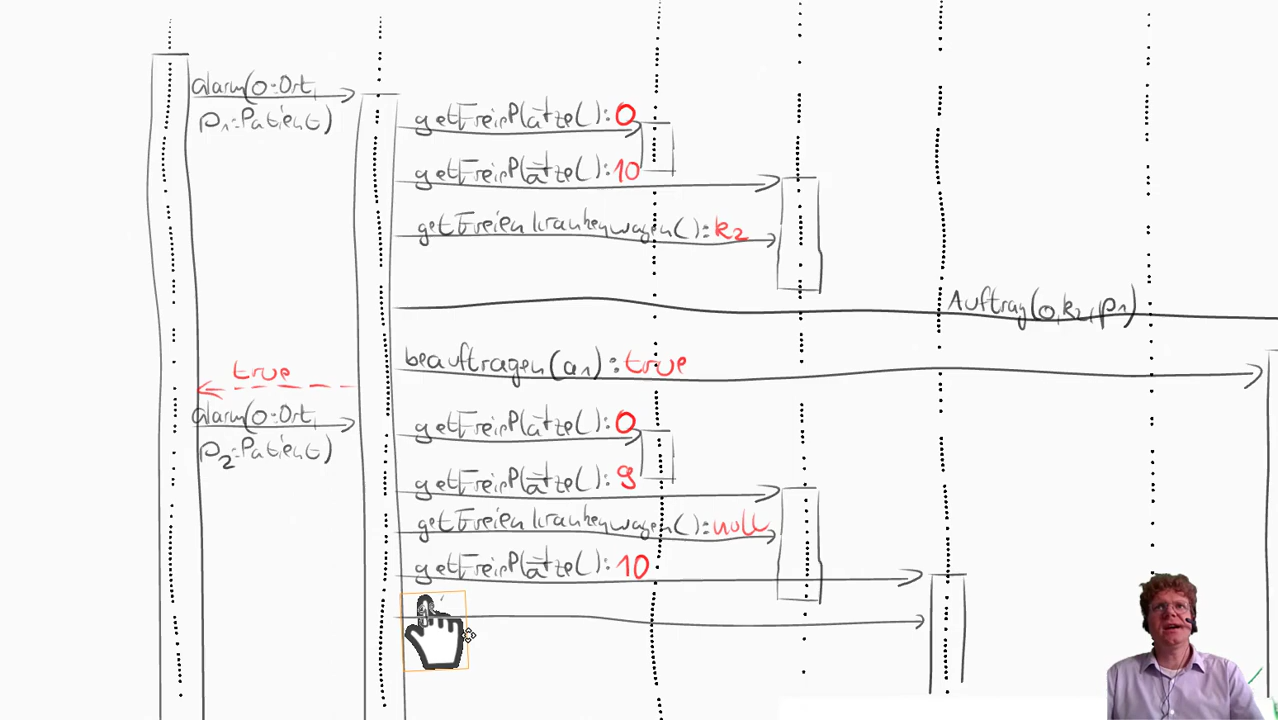 alarm(o:Ort,
p1:Patient)
getFreiePlätze():0
getFreiePlätze():10
getFreienKrankenwagen():k2
Auftrag(o,k2,p1)
beauftragen(a1):true
true
alarm(o:Ort,
p2:Patient)
getFreiePlätze():0
getFreiePlätze():9
getFreienKrankenwagen():null
getFreiePlätze():10